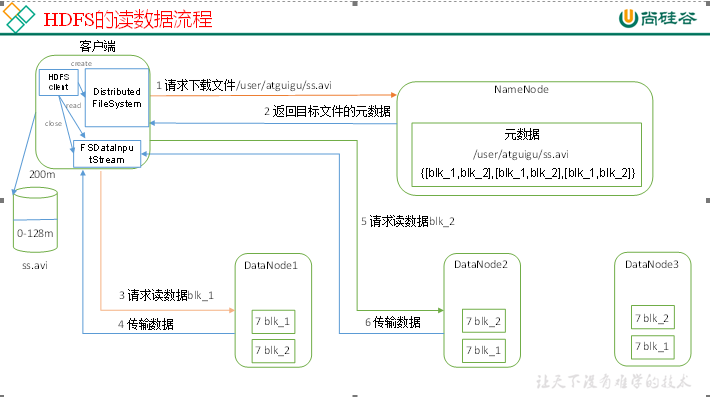 HDFS的读数据流程
尚硅谷
客户端
HDFS
client
create
read
close
Distributed
FileSystem
FSDataInpu
tStream
1 请求下载文件/user/atguigu/ss.avi
2 返回目标文件的元数据
NameNode
元数据
/user/atguigu/ss.avi
{[blk_1,blk_2],[blk_1,blk_2],[blk_1,blk_2]}
200m
0-128m
ss.avi
5 请求读数据blk_2
3 请求读数据blk_1
4 传输数据
6 传输数据
DataNode1
7 blk_1
7 blk_2
DataNode2
7 blk_2
7 blk_1
DataNode3
7 blk_2
7 blk_1
让天下没有难学的技术